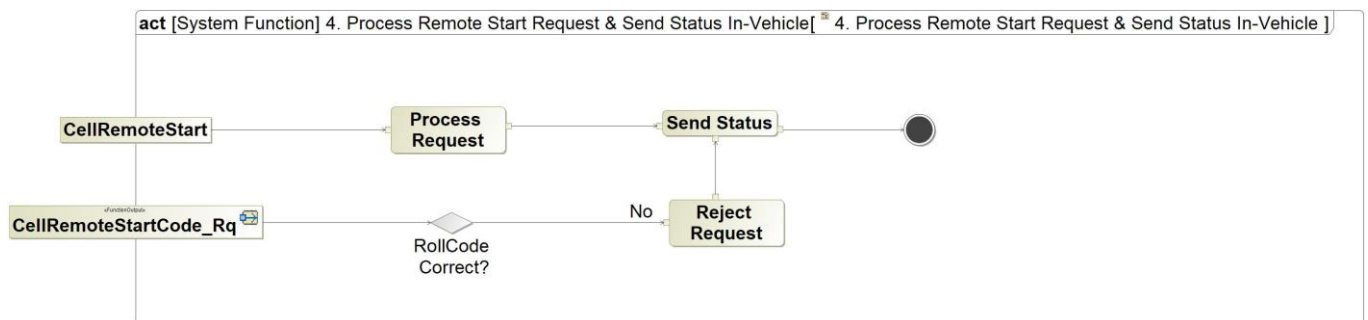 act [System Function] 4. Process Remote Start Request & Send Status In-Vehicle[ 4. Process Remote Start Request & Send Status In-Vehicle ]
CellRemoteStart
Process
Request
Send Status
«FunctionOutput»
CellRemoteStartCode_Rq
RollCode
Correct?
No
Reject
Request